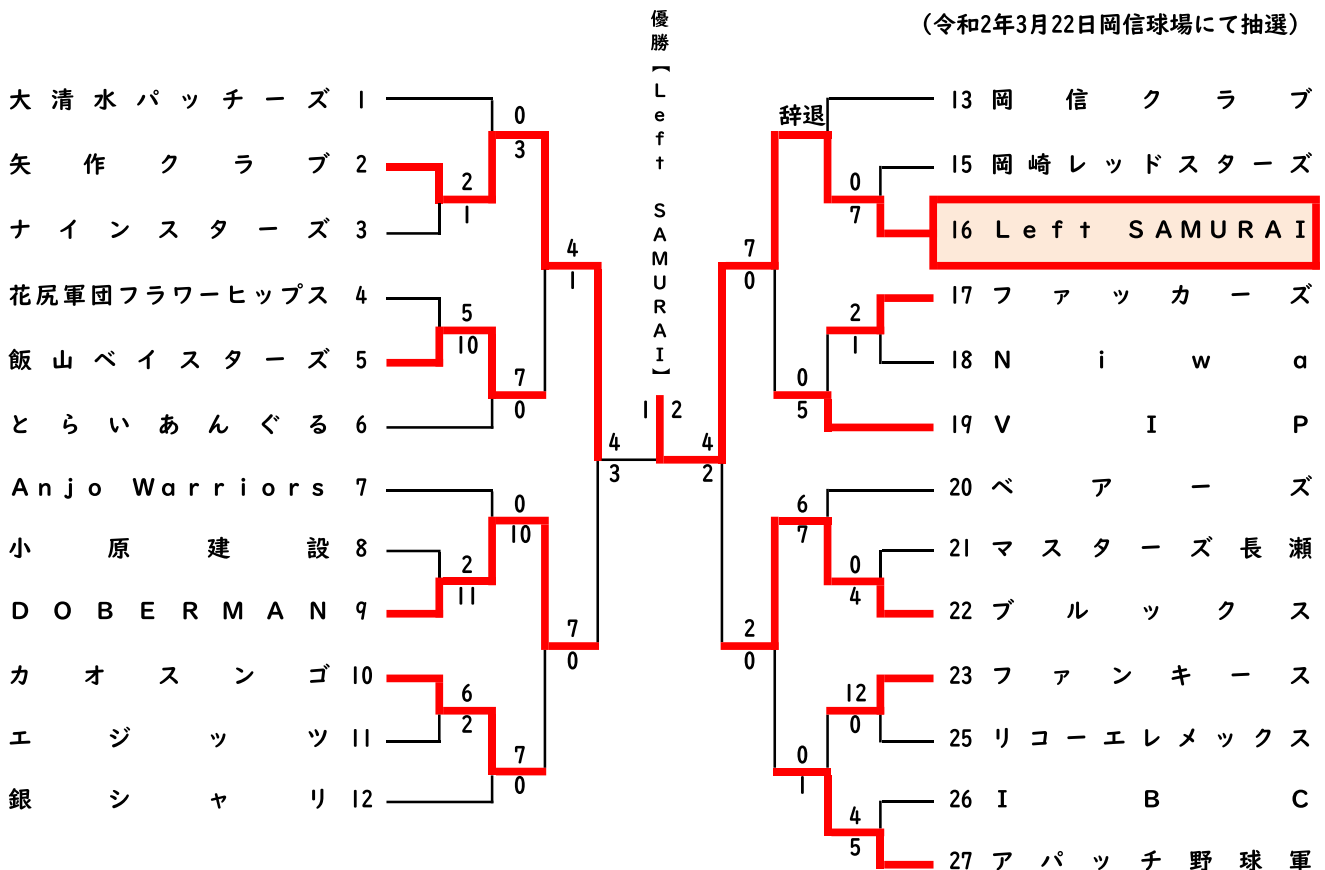 (令和2年3月22日岡信球場にて抽選)
優勝【Left SAMURAI】
大清水パッチーズ 1
矢作クラブ 2
ナインスターズ 3
花尻軍団フラワーヒップス 4
飯山ベイスターズ 5
とらいあんぐる 6
Anjo Warriors 7
小原建設 8
DOBERMAN 9
カオスンゴ 10
エジッツ 11
銀シャリ 12
0
3
2
1
4
1
5
10
7
0
4
3
0
10
2
11
7
0
6
2
7
0
1 2
辞退
0
7
7
0
2
1
0
5
4
2
6
7
0
4
2
0
12
0
0
1
4
5
13 岡信クラブ
15 岡崎レッドスターズ
16 Left SAMURAI
17 ファッカーズ
18 Niwa
19 VIP
20 ベアーズ
21 マスターズ長瀬
22 ブルックス
23 ファンキース
25 リコーエレメックス
26 IBC
27 アパッチ野球軍